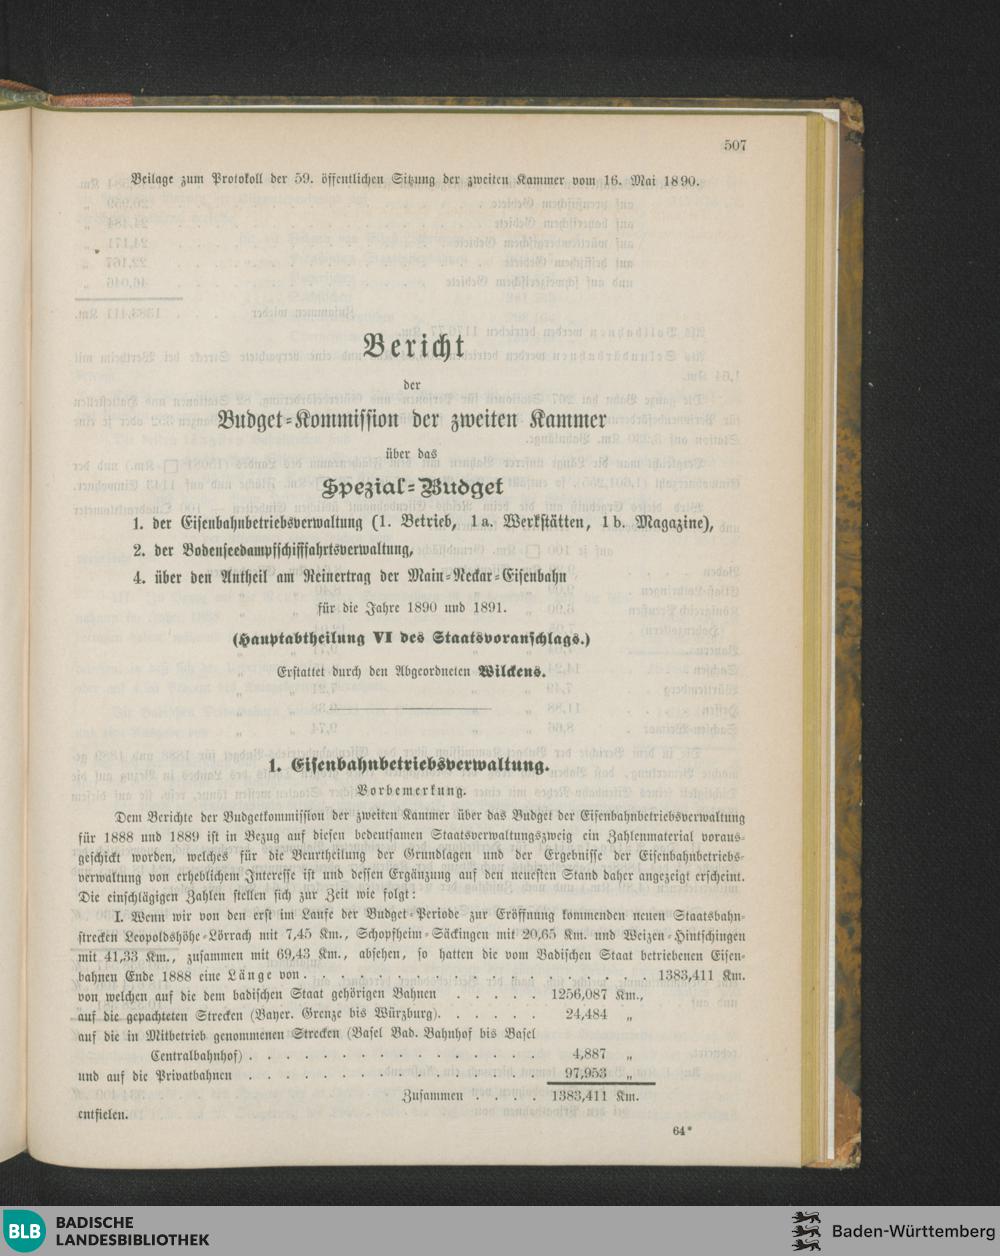 507
Beilage zum Protokoll der 59. öffentlichen Sitzung der zweiten Kammer vom 16. Mai 1890.
Bericht
der
Budget-Kommission der zweiten Kammer
über das
Spezial-Budget
1. der Eisenbahnbetriebsverwaltung (1. Betrieb, 1a. Werkstätten, 1b. Magazine),
2. der Bodenseedampfschifffahrtsverwaltung,
4. über den Antheil am Reinertrag der Main-Neckar-Eisenbahn
für die Jahre 1890 und 1891.
(Hauptabtheilung VI des Staatsvoranschlags.)
Erstattet durch den Abgeordneten Wilckens.
1. Eisenbahnbetriebsverwaltung.
Vorbemerkung.
Dem Berichte der Budgetkommission der zweiten Kammer über das Budget der Eisenbahnbetriebsverwaltung
für 1888 und 1889 ist in Bezug auf diesen bedeutsamen Staatsverwaltungszweig ein Zahlenmaterial voraus-
geschickt worden, welches für die Beurtheilung der Grundlagen und der Ergebnisse der Eisenbahnbetriebs-
verwaltung von erheblichem Interesse ist und dessen Ergänzung auf den neuesten Stand daher angezeigt erscheint.
Die einschlägigen Zahlen stellen sich zur Zeit wie folgt:
I. Wenn wir von den erst im Laufe der Budget-Periode zur Eröffnung kommenden neuen Staatsbahn-
strecken Leopoldshöhe-Lörrach mit 7,45 Km., Schopfheim-Säckingen mit 20,65 Km. und Weizen-Hintschingen
mit 41,33 Km., zusammen mit 69,43 Km., absehen, so hatten die vom Badischen Staat betriebenen Eisen-
bahnen Ende 1888 eine Länge von . . . . . . . . . . . . . . . . . . . 1383,411 Km.
von welchen auf die dem badischen Staat gehörigen Bahnen . . . . . 1256,087 Km.,
auf die gepachteten Strecken (Bayer. Grenze bis Würzburg). . . . . . 24,484 „
auf die in Mitbetrieb genommenen Strecken (Basel Bad. Bahnhof bis Basel
Centralbahnhof) . . . . . . . . . . . . . . . . 4,887 „
und auf die Privatbahnen . . . . . . . . . . . . . . . . 97,953 „
Zusammen . . . . 1383,411 Km.
entfielen.
64*
BLB
BADISCHE
LANDESBIBLIOTHEK
Baden-Württemberg